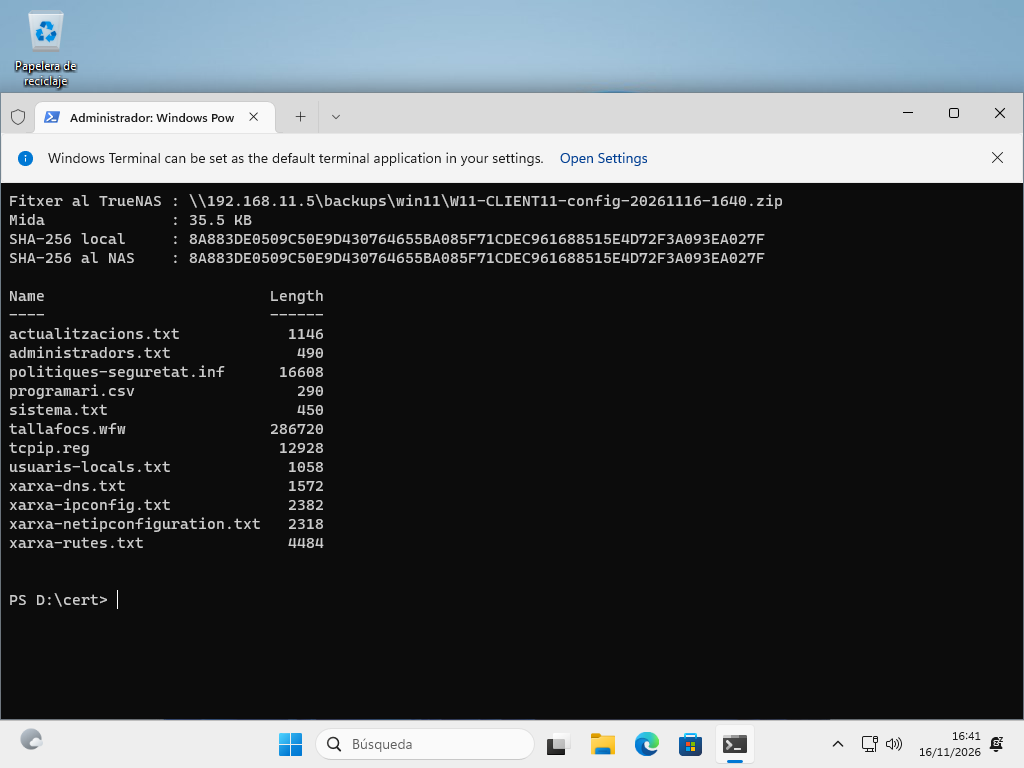 Papelera de
reciclaje
Administrador: Windows Pow
Windows Terminal can be set as the default terminal application in your settings. Open Settings
Fitxer al TrueNAS : \\192.168.11.5\backups\win11\W11-CLIENT11-config-20261116-1640.zip
Mida : 35.5 KB
SHA-256 local : 8A883DE0509C50E9D430764655BA085F71CDEC961688515E4D72F3A093EA027F
SHA-256 al NAS : 8A883DE0509C50E9D430764655BA085F71CDEC961688515E4D72F3A093EA027F
Name Length
---- ------
actualitzacions.txt 1146
administradors.txt 490
politiques-seguretat.inf 16608
programari.csv 290
sistema.txt 450
tallafocs.wfw 286720
tcpip.reg 12928
usuaris-locals.txt 1058
xarxa-dns.txt 1572
xarxa-ipconfig.txt 2382
xarxa-netipconfiguration.txt 2318
xarxa-rutes.txt 4484
PS D:\cert>
Búsqueda
16:41
16/11/2026